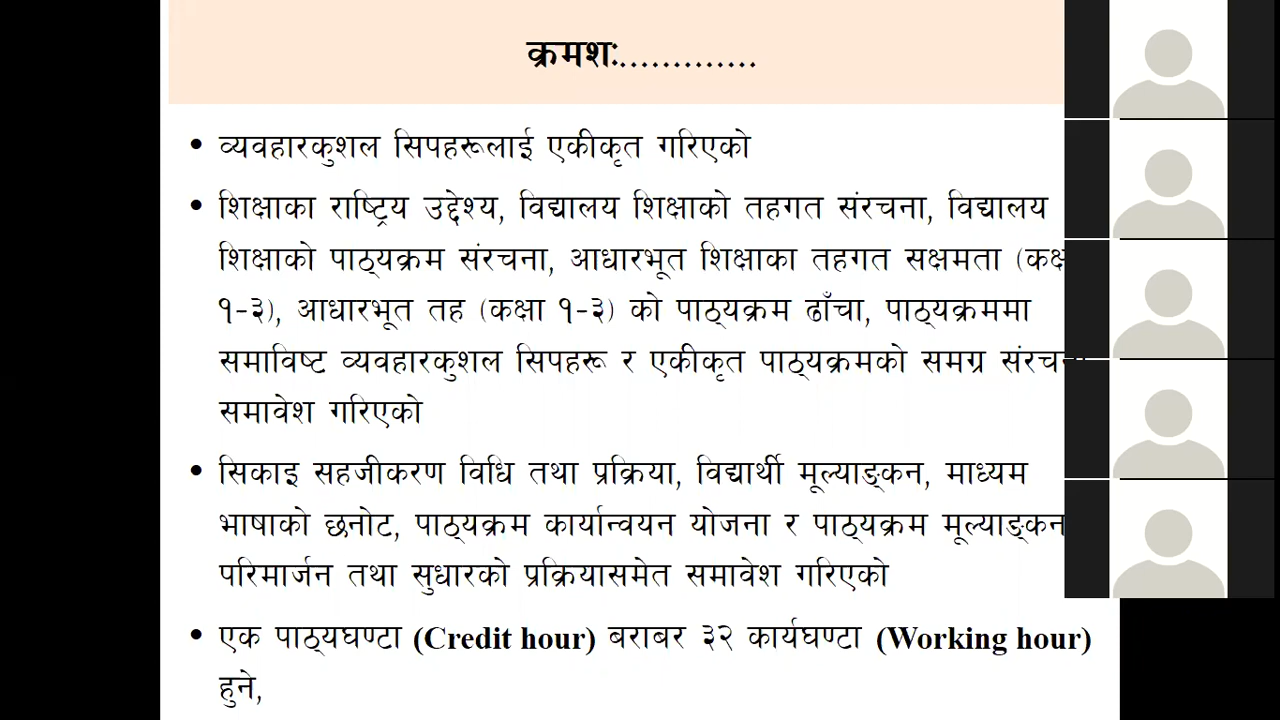 क्रमशः.............
• व्यवहारकुशल सिपहरूलाई एकीकृत गरिएको
• शिक्षाका राष्ट्रिय उद्देश्य, विद्यालय शिक्षाको तहगत संरचना, विद्यालय
शिक्षाको पाठ्यक्रम संरचना, आधारभूत शिक्षाका तहगत सक्षमता
१-३), आधारभूत तह (कक्षा १-३) को पाठ्यक्रम ढाँचा, पाठ्यक्रममा
समाविष्ट व्यवहारकुशल सिपहरू र एकीकृत पाठ्यक्रमको समग्र
समावेश गरिएको
• सिकाइ सहजीकरण विधि तथा प्रक्रिया, विद्यार्थी मूल्याङ्कन, माध्यम
भाषाको छनोट, पाठ्यक्रम कार्यान्वयन योजना र पाठ्यक्रम मूल्याङ्कन
परिमार्जन तथा सुधारको प्रक्रियासमेत समावेश गरिएको
• एक पाठ्यघण्टा (Credit hour) बराबर ३२ कार्यघण्टा (Working hour)
हुने,